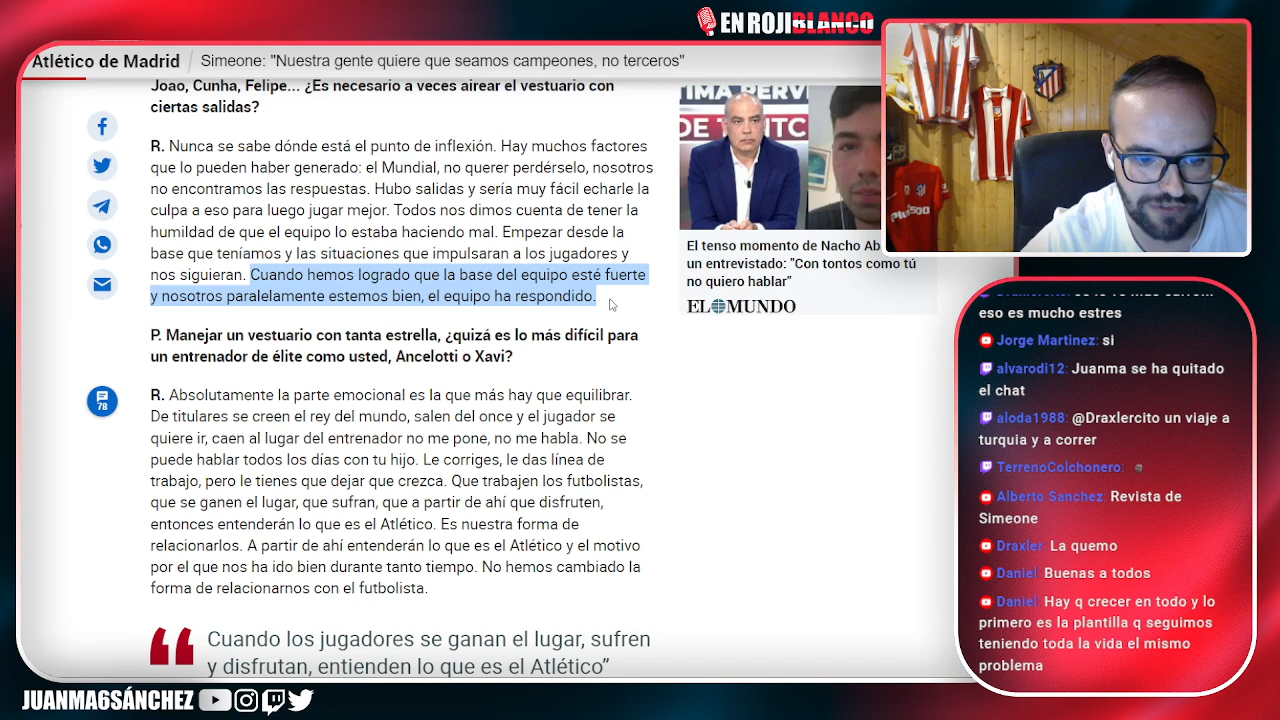 EN ROJIBLANCO
Atlético de Madrid
Simeone: "Nuestra gente quiere que seamos campeones, no terceros"
Joao, Cunha, Felipe... ¿Es necesario a veces airear el vestuario con
ciertas salidas?
R. Nunca se sabe dónde está el punto de inflexión. Hay muchos factores
que lo pueden haber generado: el Mundial, no querer perdérselo, nosotros
no encontramos las respuestas. Hubo salidas y sería muy fácil echarle la
culpa a eso para luego jugar mejor. Todos nos dimos cuenta de tener la
humildad de que el equipo lo estaba haciendo mal. Empezar desde la
base que teníamos y las situaciones que impulsaran a los jugadores y
nos siguieran. Cuando hemos logrado que la base del equipo esté fuerte
y nosotros paralelamente estemos bien, el equipo ha respondido.
P. Manejar un vestuario con tanta estrella, ¿quizá es lo más difícil para
un entrenador de élite como usted, Ancelotti o Xavi?
78
R. Absolutamente la parte emocional es la que más hay que equilibrar.
De titulares se creen el rey del mundo, salen del once y el jugador se
quiere ir, caen al lugar del entrenador no me pone, no me habla. No se
puede hablar todos los días con tu hijo. Le corriges, le das línea de
trabajo, pero le tienes que dejar que crezca. Que trabajen los futbolistas,
que se ganen el lugar, que sufran, que a partir de ahí que disfruten,
entonces entenderán lo que es el Atlético. Es nuestra forma de
relacionarlos. A partir de ahí entenderán lo que es el Atlético y el motivo
por el que nos ha ido bien durante tanto tiempo. No hemos cambiado la
forma de relacionarnos con el futbolista.
Cuando los jugadores se ganan el lugar, sufren
y disfrutan, entienden lo que es el Atlético”
El tenso momento de Nacho Ab
un entrevistado: "Con tontos como tú
no quiero hablar"
EL MUNDO
Plus500
eso es mucho estres
Jorge Martinez: si
alvarodi12: Juanma se ha quitado
el chat
aloda1988: @Draxlercito un viaje a
turquia y a correr
TerrenoColchonero:
Alberto Sanchez: Revista de
Simeone
Draxler: La quemo
Daniel: Buenas a todos
Daniel: Hay q crecer en todo y lo
primero es la plantilla q seguimos
teniendo toda la vida el mismo
problema
JUANMA6SÁNCHEZ